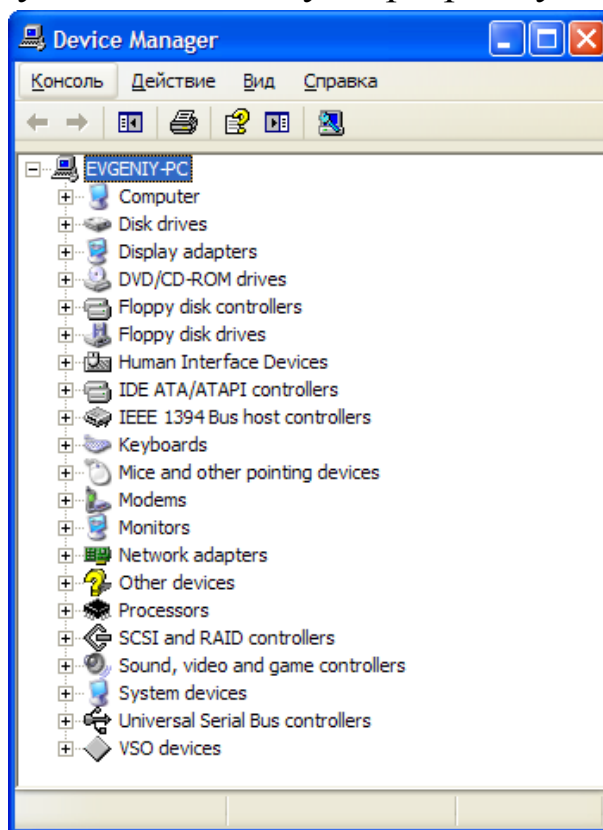 Device Manager
Консоль Действие Вид Справка
EVGENIY-PC
Computer
Disk drives
Display adapters
DVD/CD-ROM drives
Floppy disk controllers
Floppy disk drives
Human Interface Devices
IDE ATA/ATAPI controllers
IEEE 1394 Bus host controllers
Keyboards
Mice and other pointing devices
Modems
Monitors
Network adapters
Other devices
Processors
SCSI and RAID controllers
Sound, video and game controllers
System devices
Universal Serial Bus controllers
VSO devices